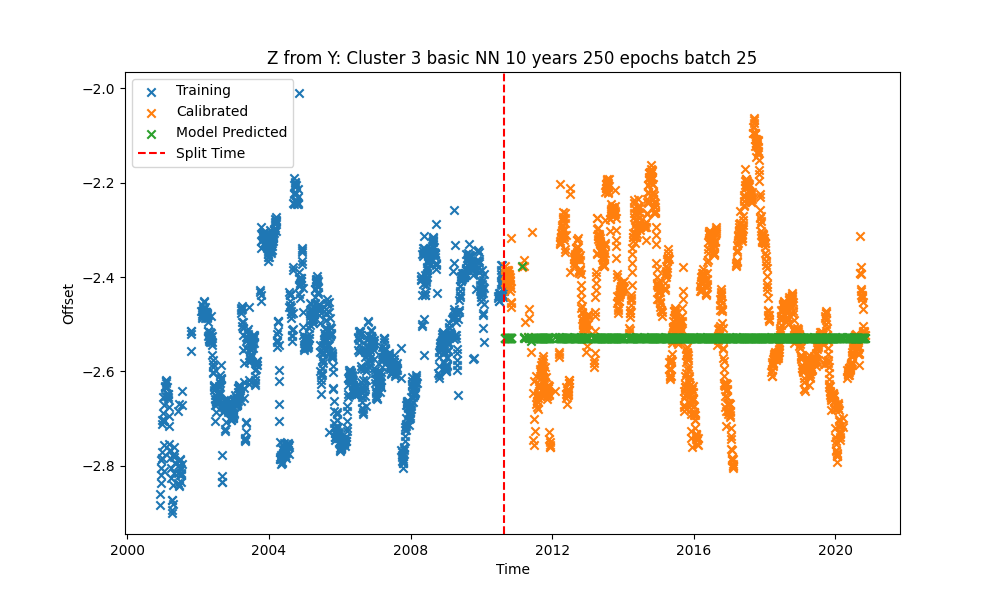 Z from Y: Cluster 3 basic NN 10 years 250 epochs batch 25
Training
Calibrated
Model Predicted
Split Time
−2.0
−2.2
−2.4
−2.6
−2.8
Offset
2000
2004
2008
2012
2016
2020
Time